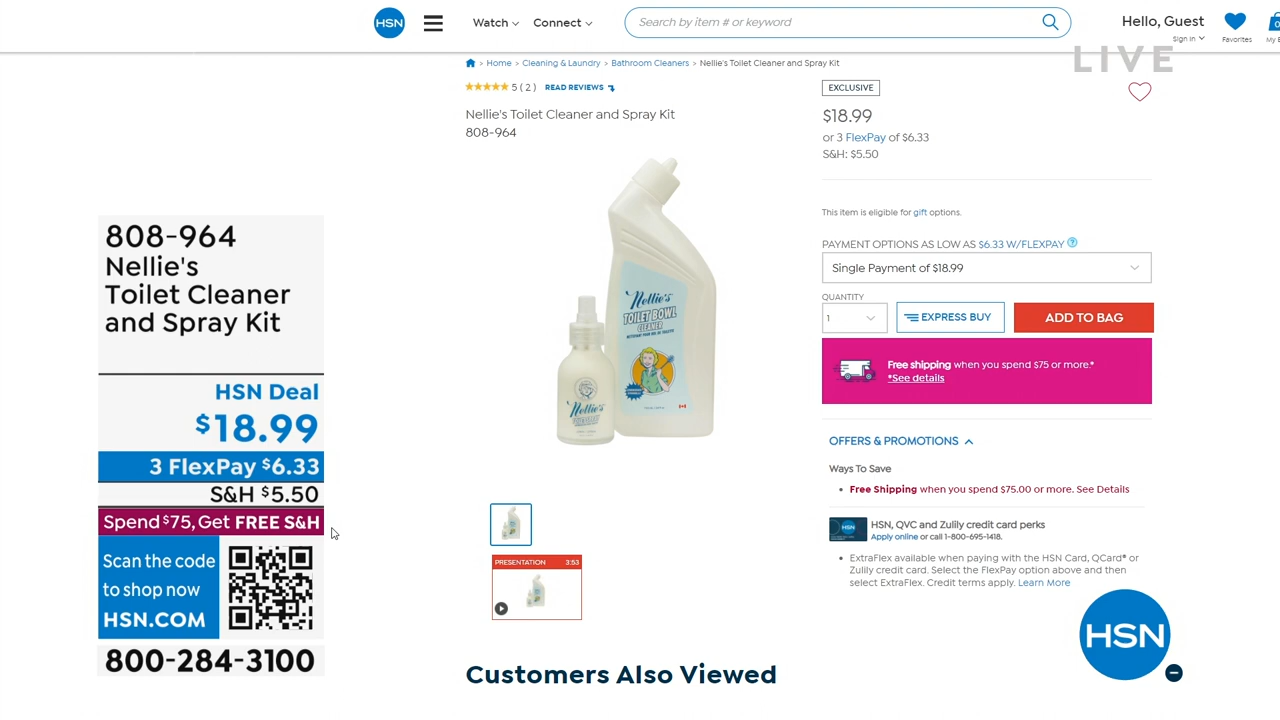 HSN
Watch
Connect
Search by item # or keyword
Hello, Guest
Sign In
Favorites
0
My
LIVE
> Home > Cleaning & Laundry > Bathroom Cleaners > Nellie's Toilet Cleaner and Spray Kit
5 ( 2 ) READ REVIEWS
Nellie's Toilet Cleaner and Spray Kit
808-964
EXCLUSIVE
$18.99
or 3 FlexPay of $6.33
S&H: $5.50
This item is eligible for gift options.
PAYMENT OPTIONS AS LOW AS $6.33 W/FLEXPAY ?
Single Payment of $18.99
QUANTITY
1
EXPRESS BUY
ADD TO BAG
Free shipping when you spend $75 or more.*
*See details
OFFERS & PROMOTIONS
Ways To Save
• Free Shipping when you spend $75.00 or more. See Details
HSN
HSN, QVC and Zulily credit card perks
Apply online or call 1-800-695-1418.
• ExtraFlex available when paying with the HSN Card, QCard® or
Zulily credit card. Select the FlexPay option above and then
select ExtraFlex. Credit terms apply. Learn More
Nellie's
TOILET BOWL
CLEANER
Nellie's
PRESENTATION 3:53
Customers Also Viewed
HSN
808-964
Nellie's
Toilet Cleaner
and Spray Kit
HSN Deal
$18.99
3 FlexPay $6.33
S&H $5.50
Spend $75, Get FREE S&H
Scan the code
to shop now
HSN.COM
800-284-3100